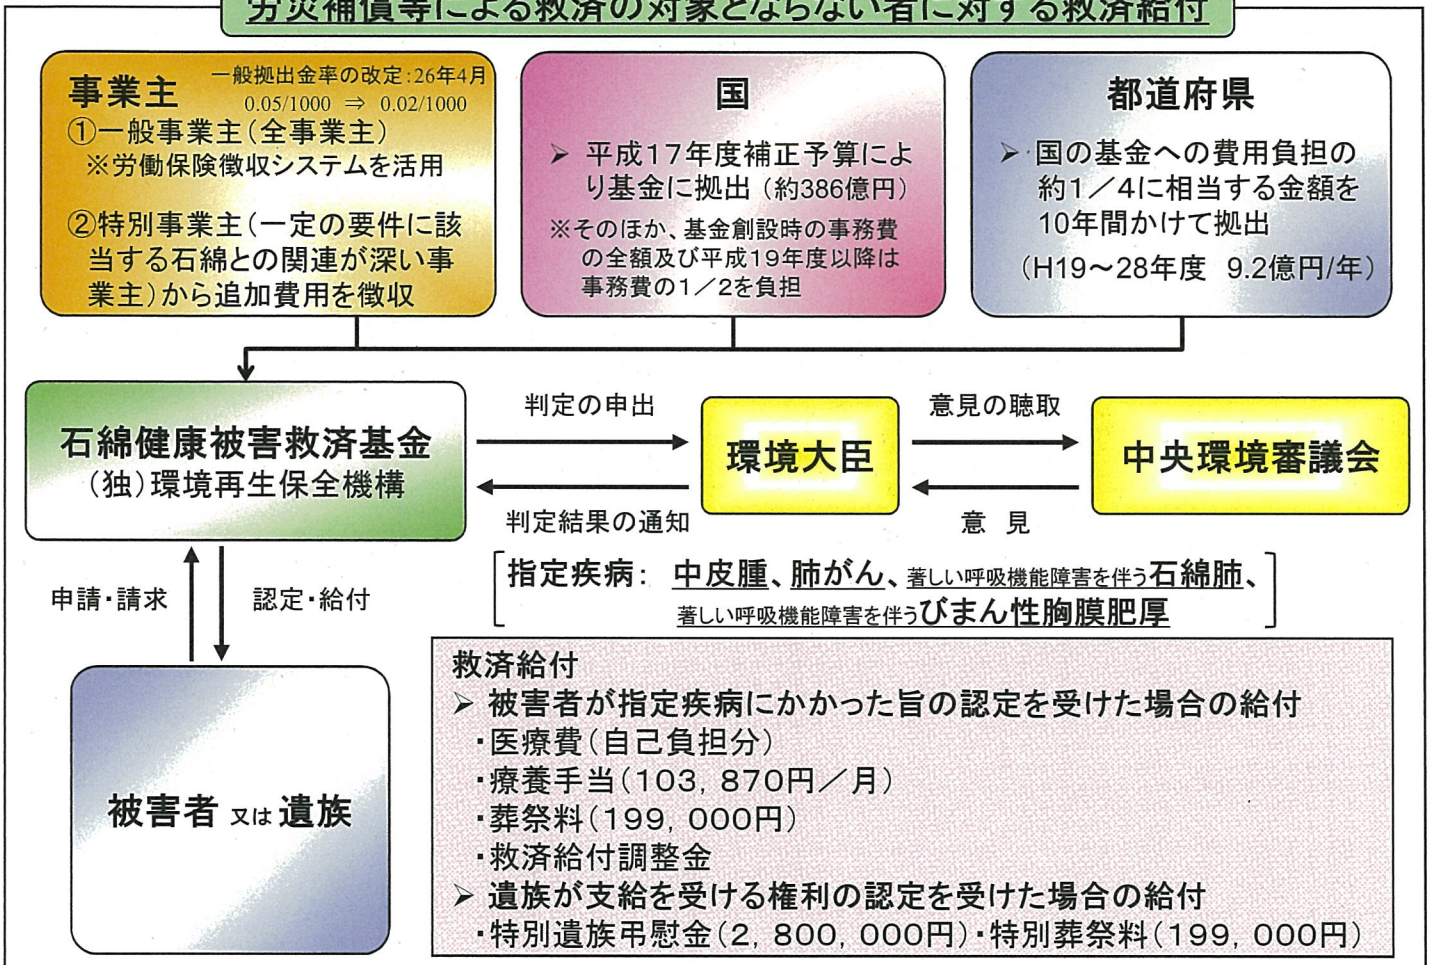 労災補償等による救済の対象とならない者に対する救済給付
事業主
一般拠出金率の改定:26年4月
0.05/1000 ⇒ 0.02/1000
①一般事業主(全事業主)
※労働保険徴収システムを活用
②特別事業主(一定の要件に該
当する石綿との関連が深い事
業主)から追加費用を徴収
国
➢ 平成17年度補正予算によ
り基金に拠出(約386億円)
※そのほか、基金創設時の事務費
の全額及び平成19年度以降は
事務費の1/2を負担
都道府県
➢ 国の基金への費用負担の
約1/4に相当する金額を
10年間かけて拠出
(H19~28年度 9.2億円/年)
石綿健康被害救済基金
(独)環境再生保全機構
判定の申出
判定結果の通知
環境大臣
意見の聴取
意 見
中央環境審議会
指定疾病: 中皮腫、肺がん、著しい呼吸機能障害を伴う石綿肺、
著しい呼吸機能障害を伴うびまん性胸膜肥厚
申請・請求
認定・給付
被害者 又は 遺族
救済給付
➢ 被害者が指定疾病にかかった旨の認定を受けた場合の給付
・医療費(自己負担分)
・療養手当(103,870円/月)
・葬祭料(199,000円)
・救済給付調整金
➢ 遺族が支給を受ける権利の認定を受けた場合の給付
・特別遺族弔慰金(2,800,000円)・特別葬祭料(199,000円)